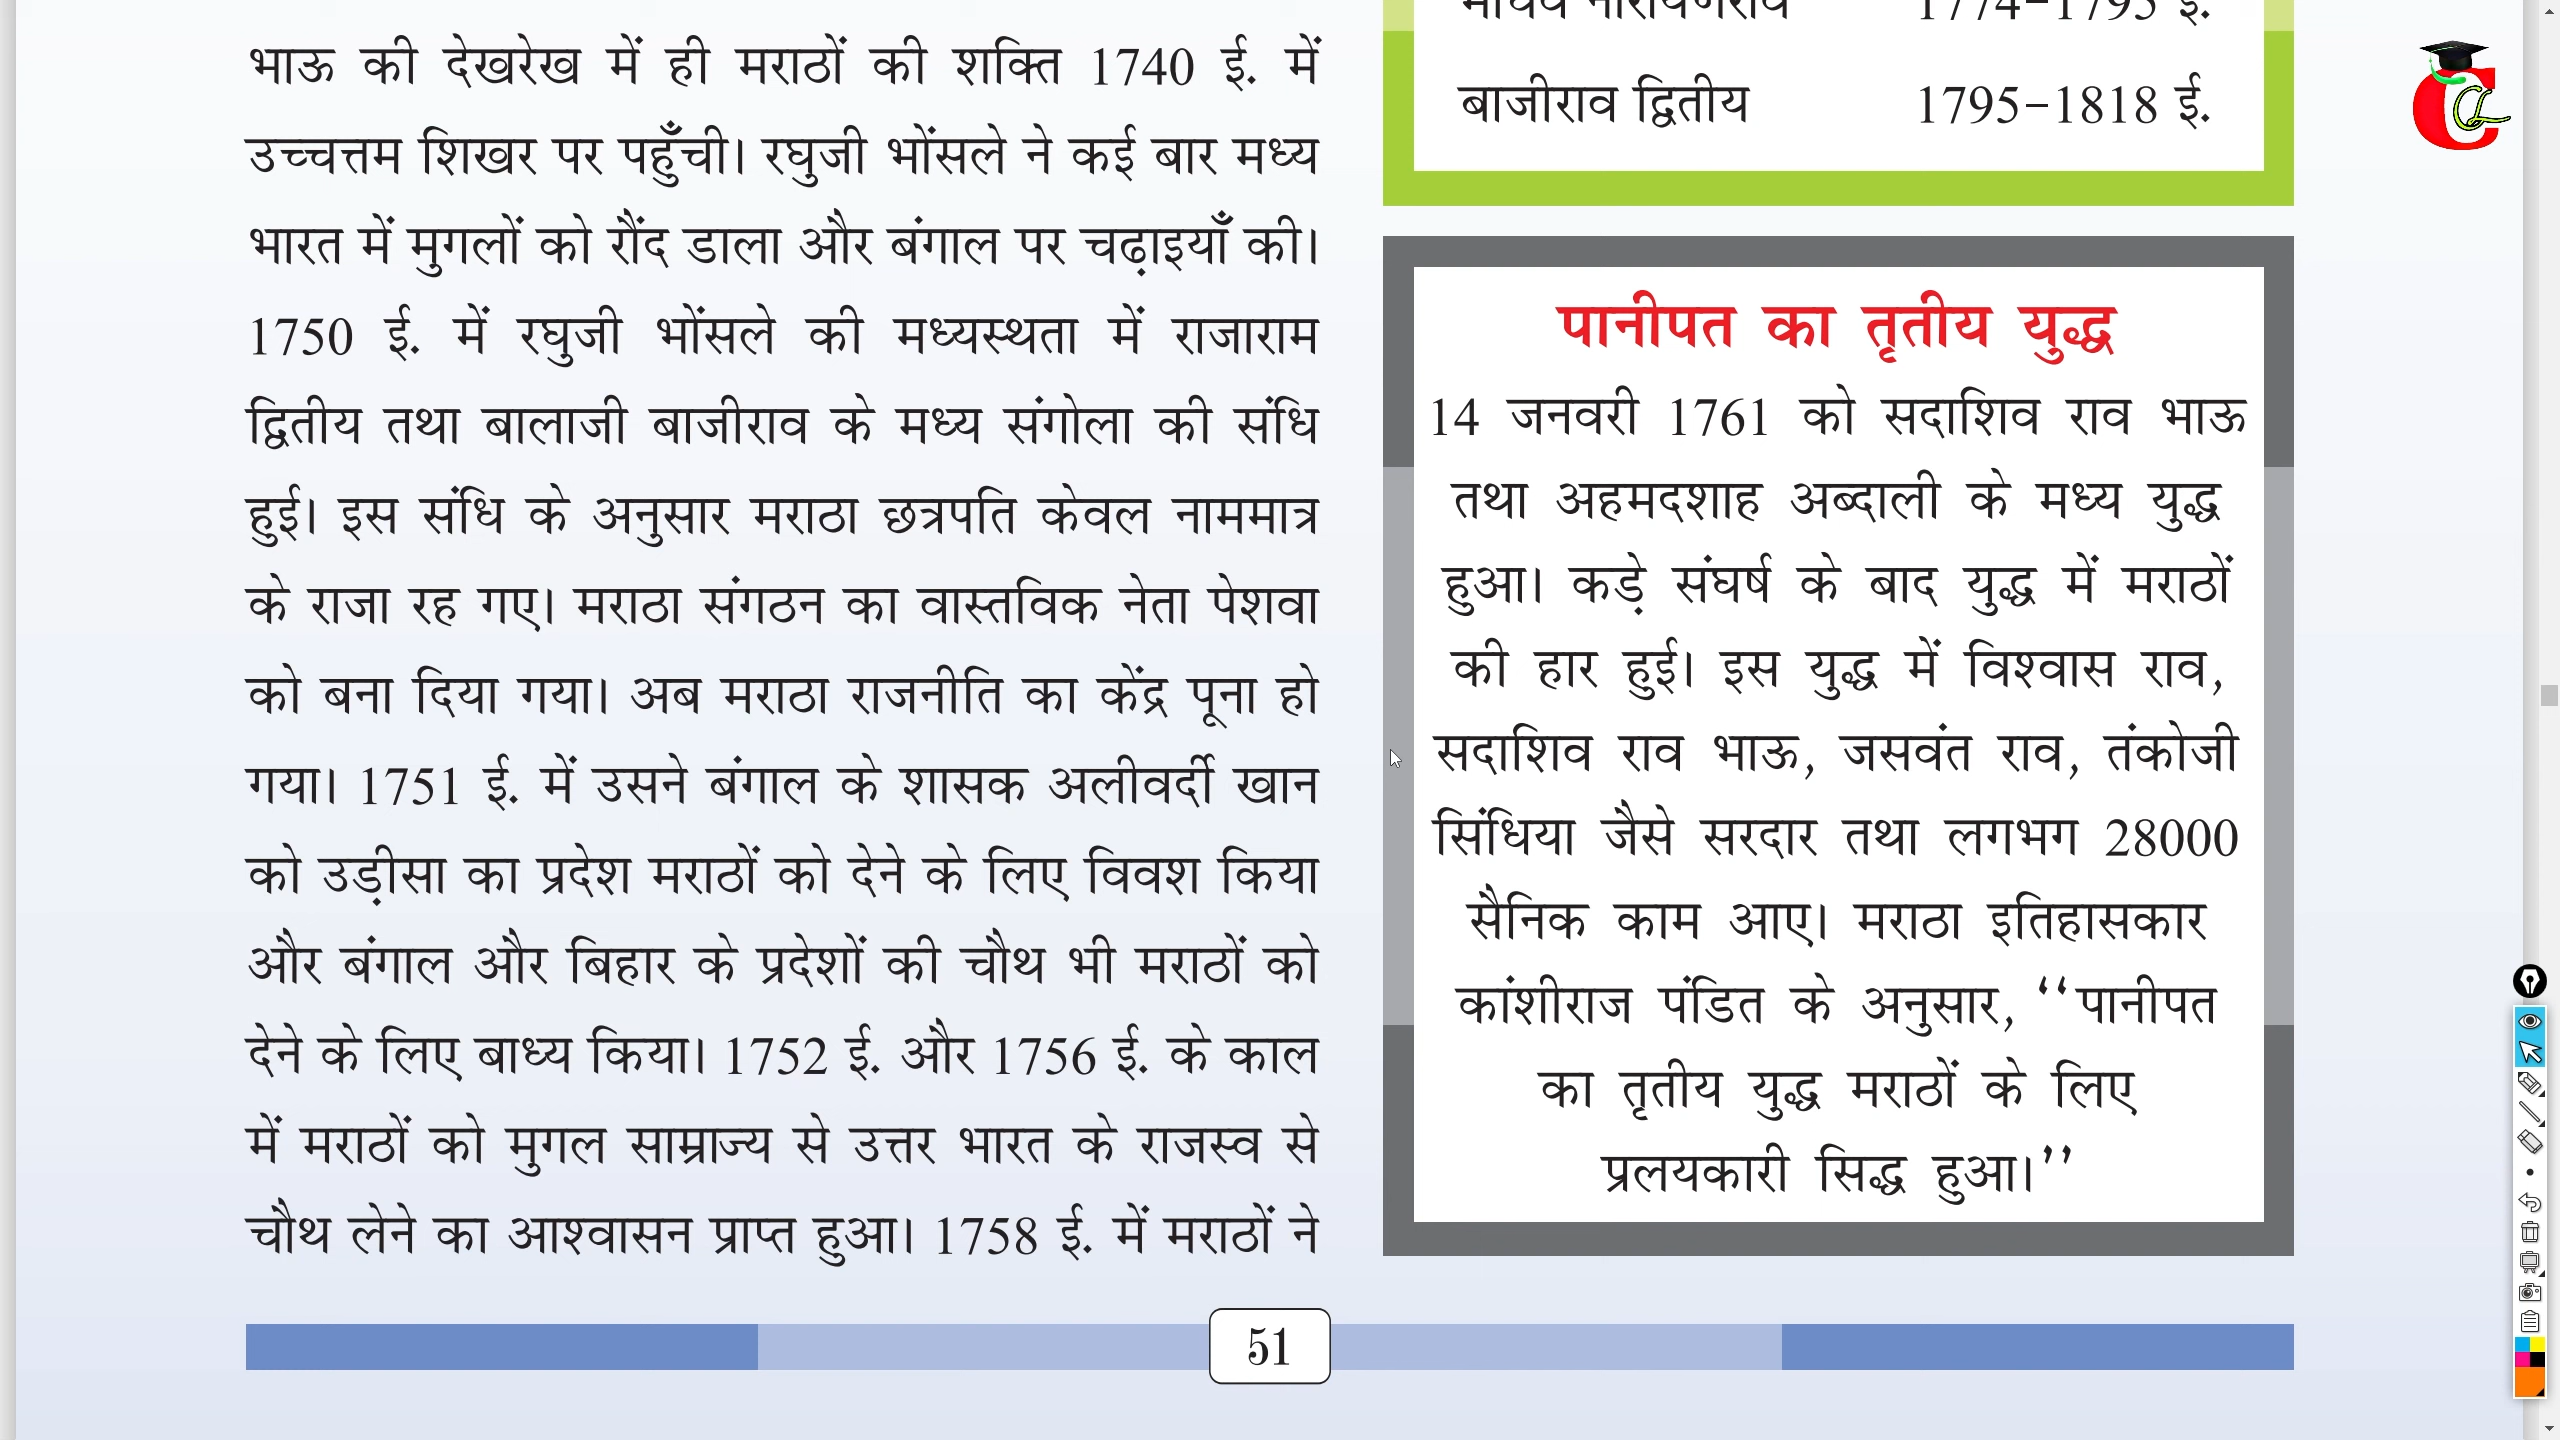 भाऊ की देखरेख में ही मराठों की शक्ति 1740 ई. में
उच्चत्तम शिखर पर पहुँची। रघुजी भोंसले ने कई बार मध्य
भारत में मुगलों को रौंद डाला और बंगाल पर चढ़ाइयाँ की।
1750 ई. में रघुजी भोंसले की मध्यस्थता में राजाराम
द्वितीय तथा बालाजी बाजीराव के मध्य संगोला की संधि
हुई। इस संधि के अनुसार मराठा छत्रपति केवल नाममात्र
के राजा रह गए। मराठा संगठन का वास्तविक नेता पेशवा
को बना दिया गया। अब मराठा राजनीति का केंद्र पूना हो
गया। 1751 ई. में उसने बंगाल के शासक अलीवर्दी खान
को उड़ीसा का प्रदेश मराठों को देने के लिए विवश किया
और बंगाल और बिहार के प्रदेशों की चौथ भी मराठों को
देने के लिए बाध्य किया। 1752 ई. और 1756 ई. के काल
में मराठों को मुगल साम्राज्य से उत्तर भारत के राजस्व से
चौथ लेने का आश्वासन प्राप्त हुआ। 1758 ई. में मराठों ने
माधव नारायणराव 1774-1795 ई.
बाजीराव द्वितीय 1795-1818 ई.
पानीपत का तृतीय युद्ध
14 जनवरी 1761 को सदाशिव राव भाऊ
तथा अहमदशाह अब्दाली के मध्य युद्ध
हुआ। कड़े संघर्ष के बाद युद्ध में मराठों
की हार हुई। इस युद्ध में विश्वास राव,
सदाशिव राव भाऊ, जसवंत राव, तंकोजी
सिंधिया जैसे सरदार तथा लगभग 28000
सैनिक काम आए। मराठा इतिहासकार
कांशीराज पंडित के अनुसार, ‘‘पानीपत
का तृतीय युद्ध मराठों के लिए
प्रलयकारी सिद्ध हुआ।’’
51